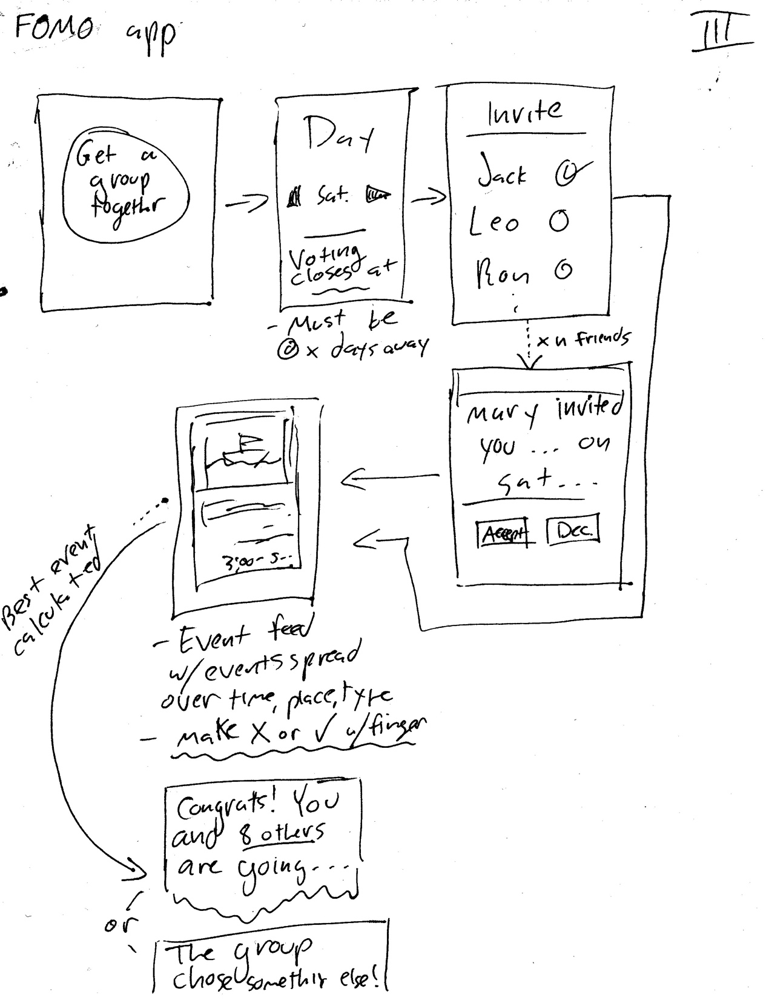 FOMO app
III
Get a
group
together
Day
Sat.
Voting
closes at
- Must be
x days away
Invite
Jack
Leo
Ron
x n friends
Mary invited
you ... on
sat...
Accept
Dec.
3:00- 5--
- Event feed
w/ events spread
over time, place, type
- make X or ✓ w/ finger
Best event
calculated
Congrats! You
and 8 others
are going...
or
The group
chose somethir else!